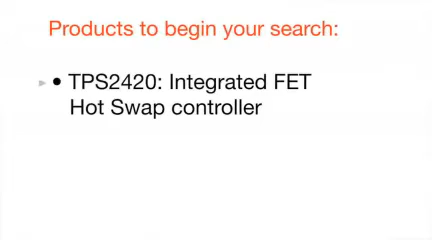 Products to begin your search:
• TPS2420: Integrated FET
Hot Swap controller